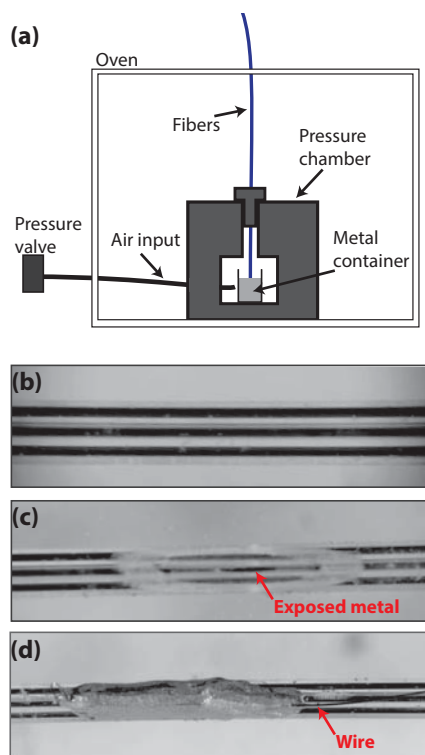 (a)
Oven
Fibers
Pressure
chamber
Pressure
valve
Air input
Metal
container
(b)
(c)
Exposed metal
(d)
Wire